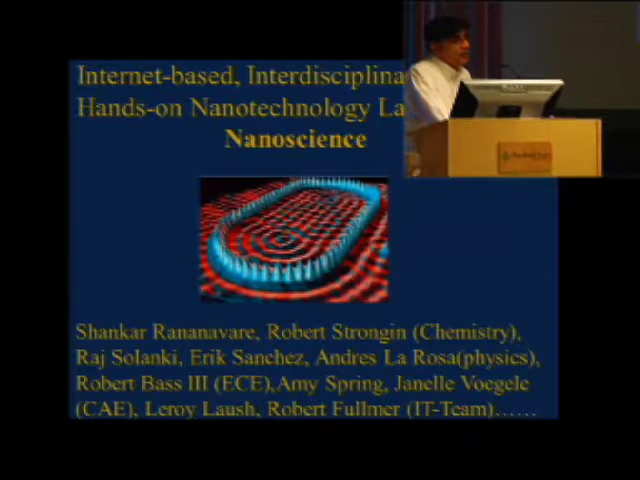 Internet-based, Interdisciplina
Hands-on Nanotechnology La
Nanoscience
Shankar Rananavare, Robert Strongin (Chemistry),
Raj Solanki, Erik Sanchez, Andres La Rosa(physics),
Robert Bass III (ECE),Amy Spring, Janelle Voegele
(CAE), Leroy Laush, Robert Fullmer (IT-Team)......